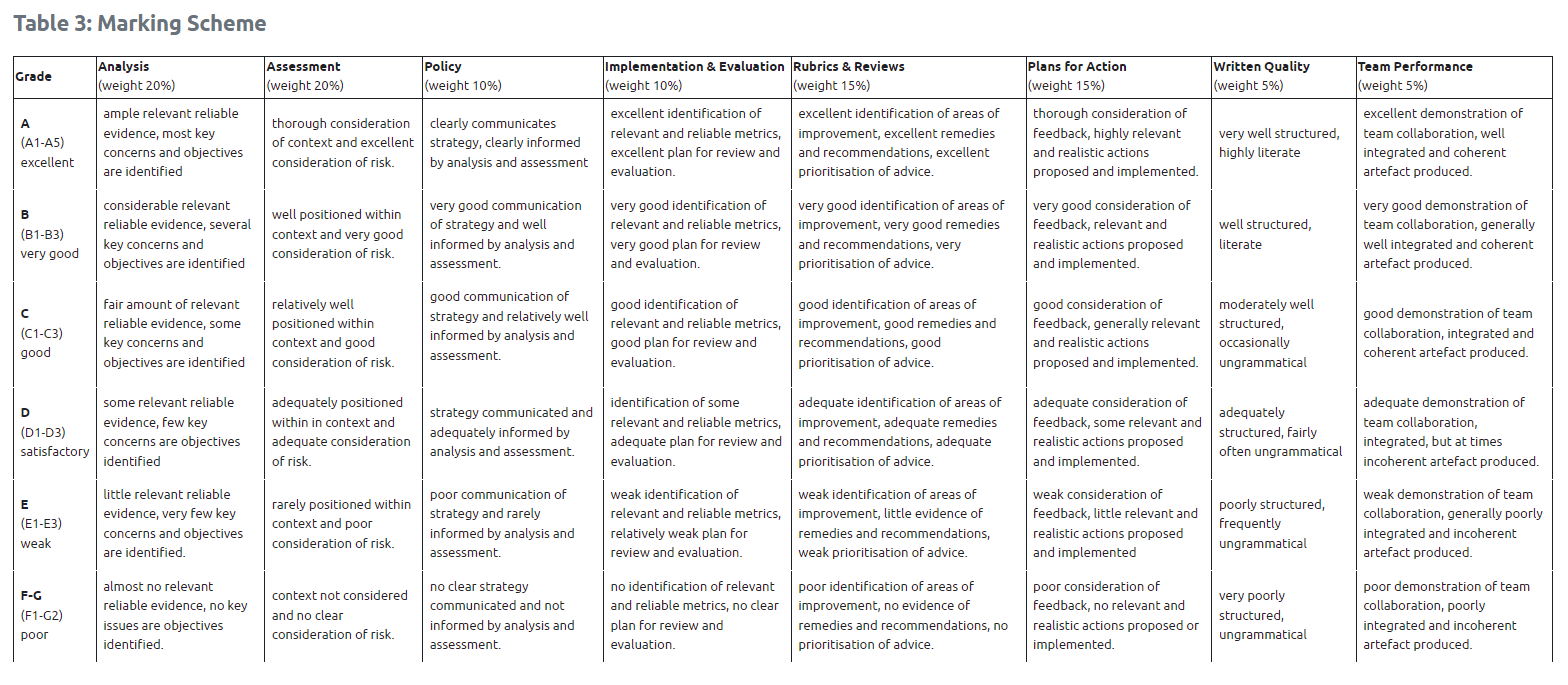 Table 3: Marking Scheme
Grade
Analysis
(weight 20%)
Assessment
(weight 20%)
Policy
(weight 10%)
Implementation & Evaluation
(weight 10%)
Rubrics & Reviews
(weight 15%)
Plans for Action
(weight 15%)
Written Quality
(weight 5%)
Team Performance
(weight 5%)
A
(A1-A5)
excellent
ample relevant reliable
evidence, most key
concerns and objectives
are identified
thorough consideration
of context and excellent
consideration of risk.
clearly communicates
strategy, clearly informed
by analysis and assessment
excellent identification of
relevant and reliable metrics,
excellent plan for review and
evaluation.
excellent identification of areas of
improvement, excellent remedies
and recommendations, excellent
prioritisation of advice.
thorough consideration of
feedback, highly relevant
and realistic actions
proposed and implemented.
very well structured,
highly literate
excellent demonstration of
team collaboration, well
integrated and coherent
artefact produced.
B
(B1-B3)
very good
considerable relevant
reliable evidence, several
key concerns and
objectives are identified
well positioned within
context and very good
consideration of risk.
very good communication
of strategy and well
informed by analysis and
assessment.
very good identification of
relevant and reliable metrics,
very good plan for review
and evaluation.
very good identification of areas of
improvement, very good remedies
and recommendations, very
prioritisation of advice.
very good consideration of
feedback, relevant and
realistic actions proposed
and implemented.
well structured,
literate
very good demonstration of
team collaboration, generally
well integrated and coherent
artefact produced.
C
(C1-C3)
good
fair amount of relevant
reliable evidence, some
key concerns and
objectives are identified
relatively well
positioned within
context and good
consideration of risk.
good communication of
strategy and relatively well
informed by analysis and
assessment.
good identification of
relevant and reliable metrics,
good plan for review and
evaluation.
good identification of areas of
improvement, good remedies and
recommendations, good
prioritisation of advice.
good consideration of
feedback, generally relevant
and realistic actions
proposed and implemented.
moderately well
structured,
occasionally
ungrammatical
good demonstration of team
collaboration, integrated and
coherent artefact produced.
D
(D1-D3)
satisfactory
some relevant reliable
evidence, few key
concerns are objectives
identified
adequately positioned
within in context and
adequate consideration
of risk.
strategy communicated and
adequately informed by
analysis and assessment.
identification of some
relevant and reliable metrics,
adequate plan for review and
evaluation.
adequate identification of areas of
improvement, adequate remedies
and recommendations, adequate
prioritisation of advice.
adequate consideration of
feedback, some relevant and
realistic actions proposed
and implemented.
adequately
structured, fairly
often ungrammatical
adequate demonstration of
team collaboration,
integrated, but at times
incoherent artefact produced.
E
(E1-E3)
weak
little relevant reliable
evidence, very few key
concerns and objectives
are identified.
rarely positioned within
context and poor
consideration of risk.
poor communication of
strategy and rarely
informed by analysis and
assessment.
weak identification of
relevant and reliable metrics,
relatively weak plan for
review and evaluation.
weak identification of areas of
improvement, little evidence of
remedies and recommendations,
weak prioritisation of advice.
weak consideration of
feedback, little relevant and
realistic actions proposed
and implemented
poorly structured,
frequently
ungrammatical
weak demonstration of team
collaboration, generally poorly
integrated and incoherent
artefact produced.
F-G
(F1-G2)
poor
almost no relevant
reliable evidence, no key
issues are objectives
identified.
context not considered
and no clear
consideration of risk.
no clear strategy
communicated and not
informed by analysis and
assessment.
no identification of relevant
and reliable metrics, no clear
plan for review and
evaluation.
poor identification of areas of
improvement, no evidence of
remedies and recommendations, no
prioritisation of advice.
poor consideration of
feedback, no relevant and
realistic actions proposed or
implemented.
very poorly
structured,
ungrammatical
poor demonstration of team
collaboration, poorly
integrated and incoherent
artefact produced.